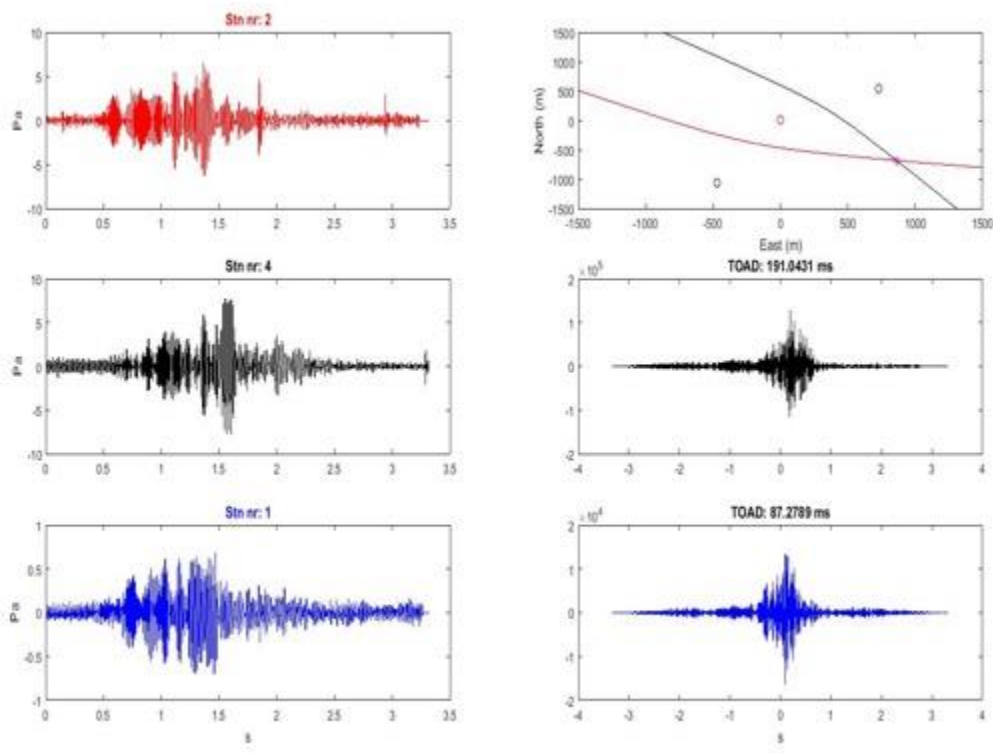 Stn nr: 2
10
5
0
-5
-10
Pa
0 0.5 1 1.5 2 2.5 3 3.5
1500
1000
500
0
-500
-1000
-1500
North (m)
-1500 -1000 -500 0 500 1000 1500
East (m)
Stn nr: 4
10
5
0
-5
-10
Pa
0 0.5 1 1.5 2 2.5 3 3.5
× 10⁵ TOAD: 191.0431 ms
2
1
0
-1
-2
-4 -3 -2 -1 0 1 2 3 4
Stn nr: 1
1
0.5
0
-0.5
-1
Pa
0 0.5 1 1.5 2 2.5 3 3.5
s
× 10⁴ TOAD: 87.2789 ms
2
1
0
-1
-2
-4 -3 -2 -1 0 1 2 3 4
s